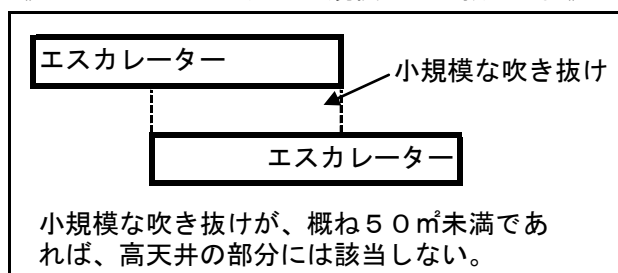 エスカレーター
小規模な吹き抜け
エスカレーター
小規模な吹き抜けが、概ね５０㎡未満であ
れば、高天井の部分には該当しない。